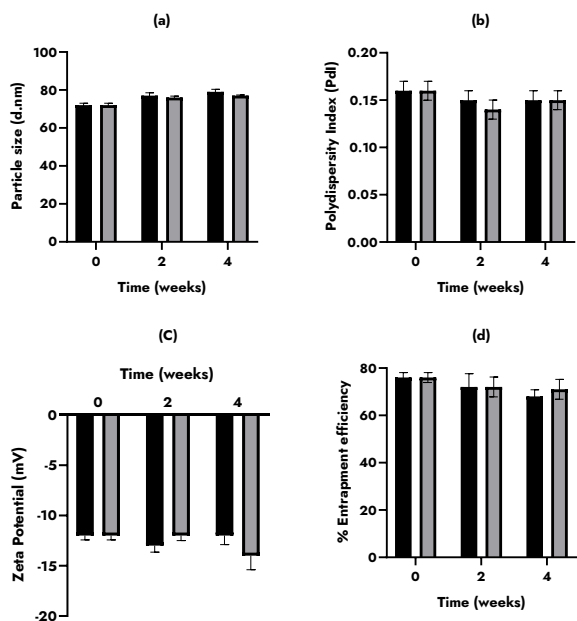 (a)
Particle size (d.nm)
100
80
60
40
20
0
0 2 4
Time (weeks)
(b)
Polydispersity Index (PdI)
0.20
0.15
0.10
0.05
0.00
0 2 4
Time (weeks)
(C)
Time (weeks)
0 2 4
Zeta Potential (mV)
0
-5
-10
-15
-20
(d)
% Entrapment efficiency
80
60
40
20
0
0 2 4
Time (weeks)